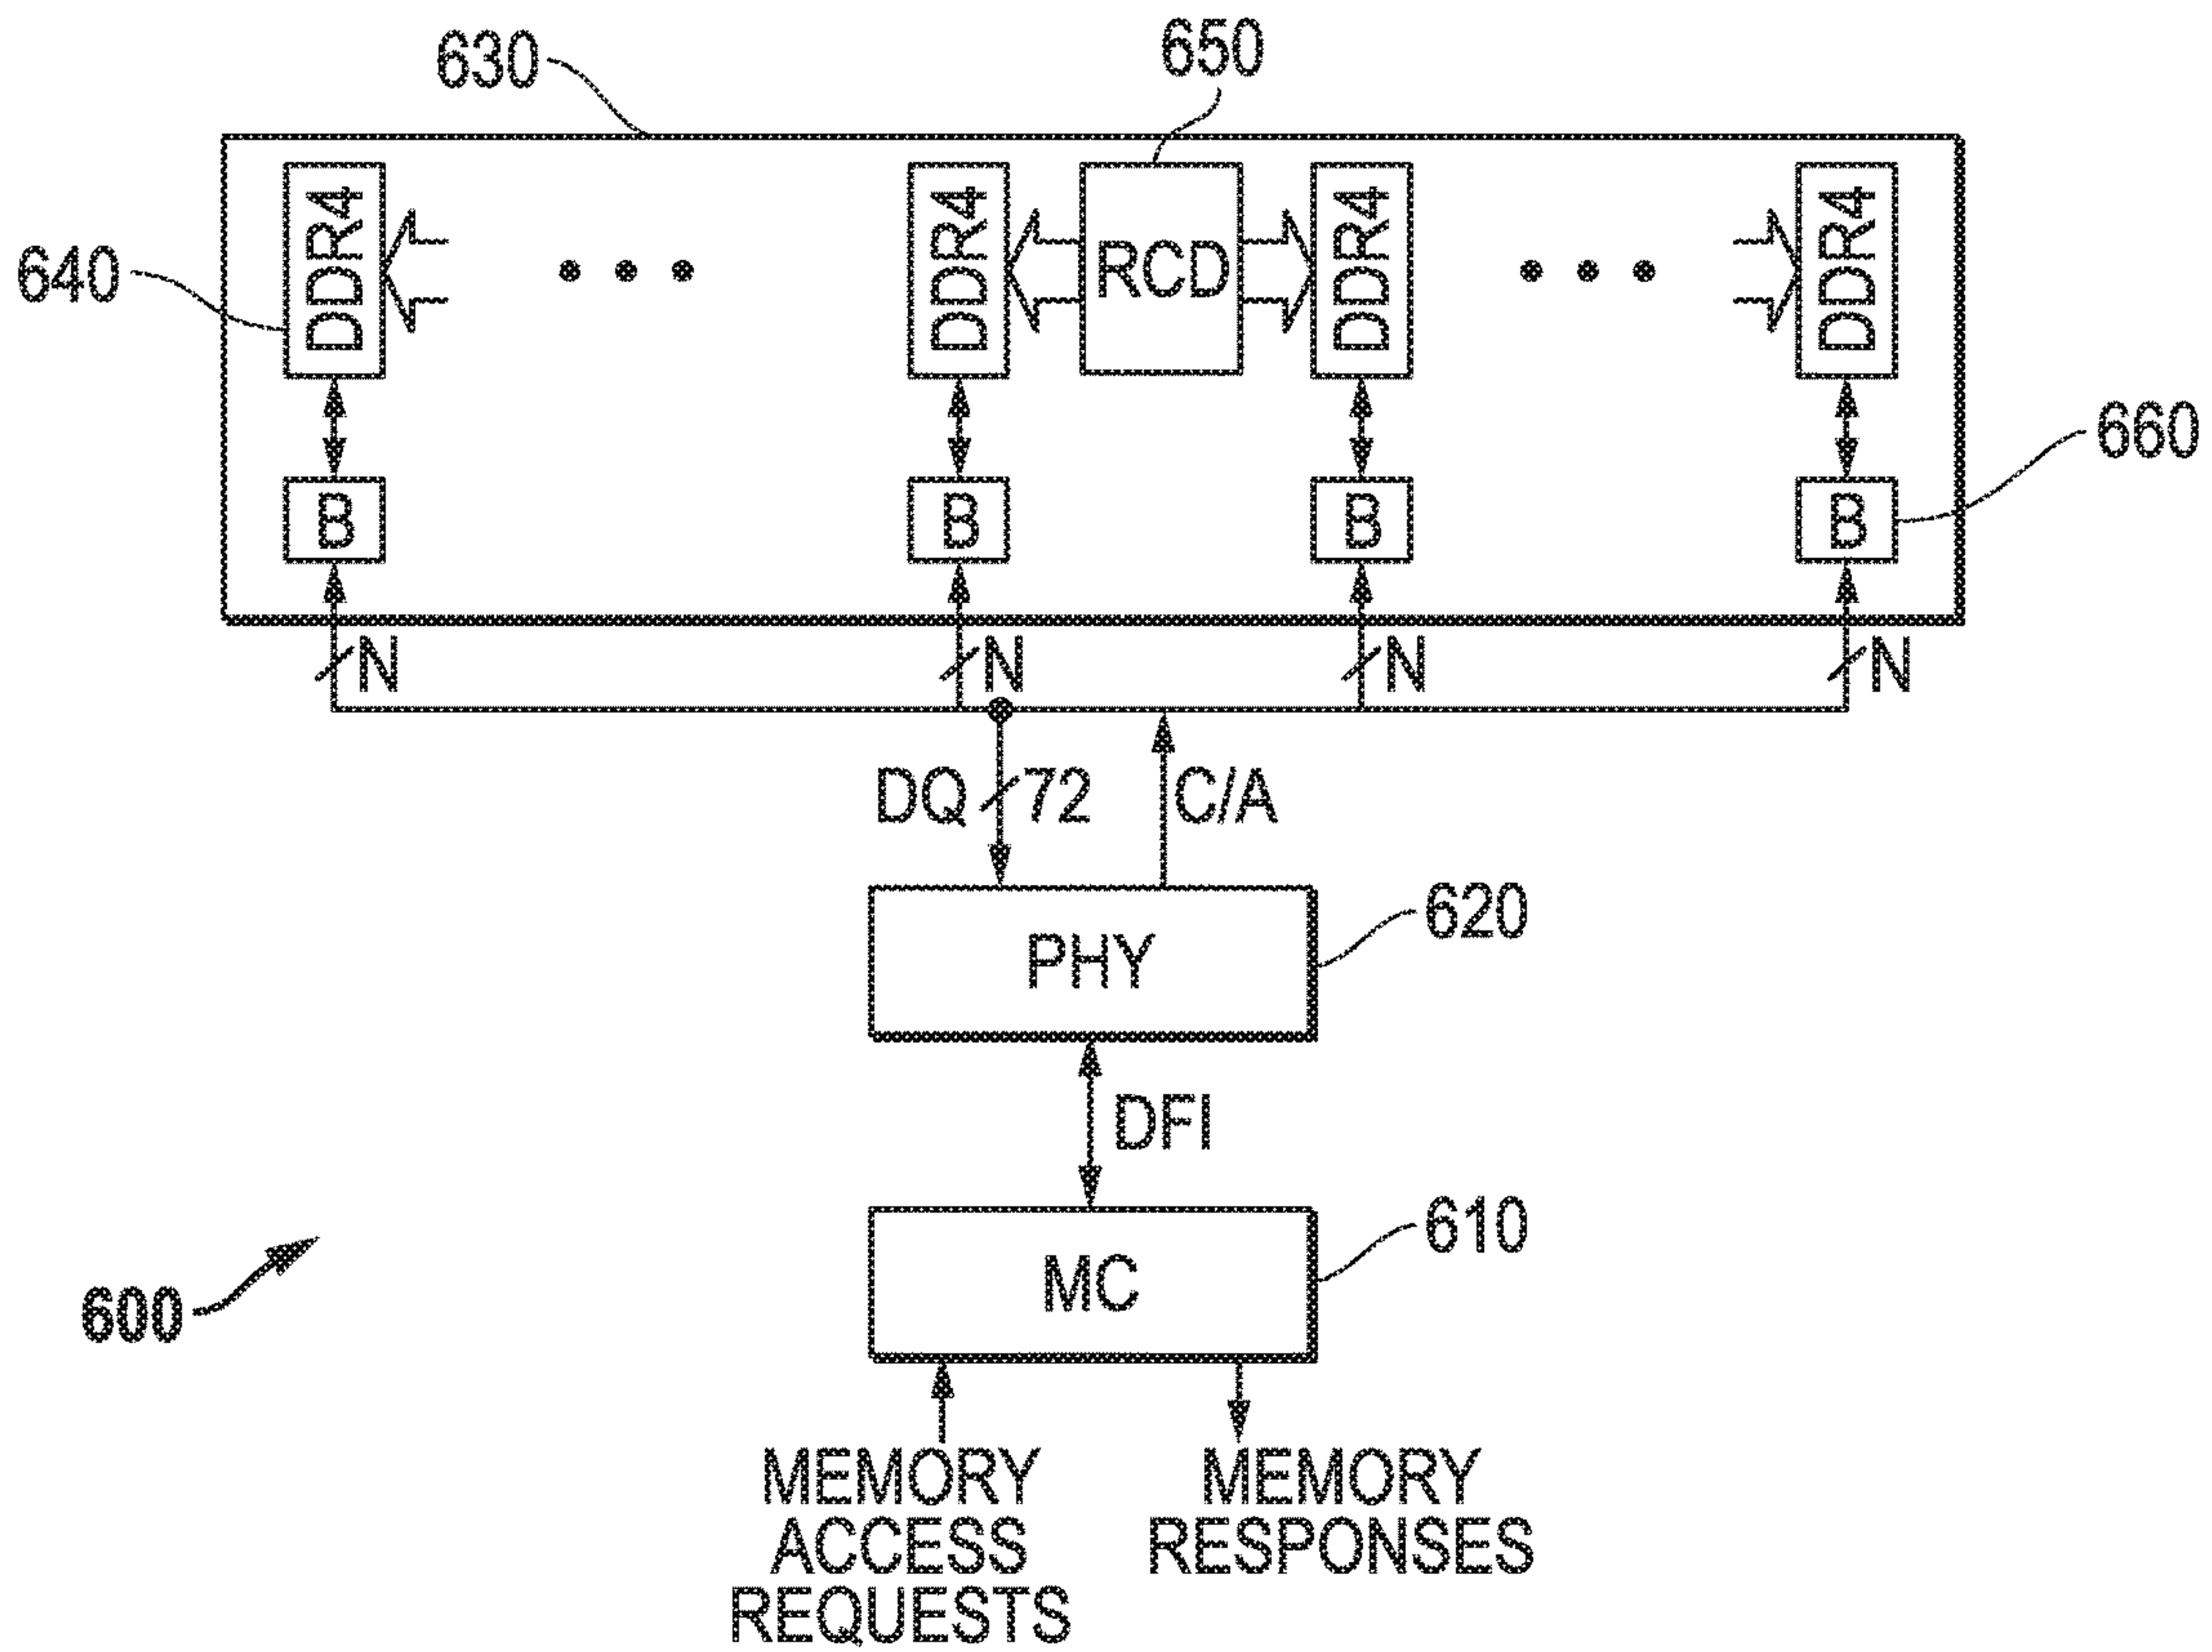 630
650
640
DDR4
DDR4
RCD
DDR4
DDR4
660
B
B
B
B
N
N
N
N
DQ
72
C/A
PHY
620
DFI
MC
610
600
MEMORY
ACCESS
REQUESTS
MEMORY
RESPONSES